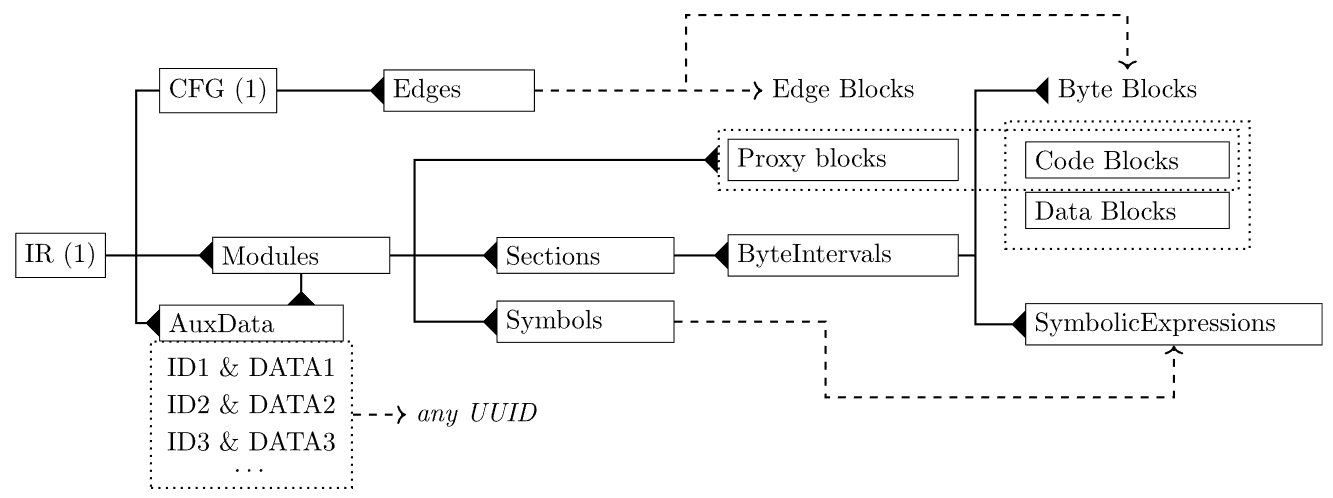 CFG (1)
Edges
Edge Blocks
Byte Blocks
Proxy blocks
Code Blocks
Data Blocks
IR (1)
Modules
Sections
ByteIntervals
AuxData
Symbols
SymbolicExpressions
ID1 & DATA1
ID2 & DATA2
ID3 & DATA3
...
any UUID